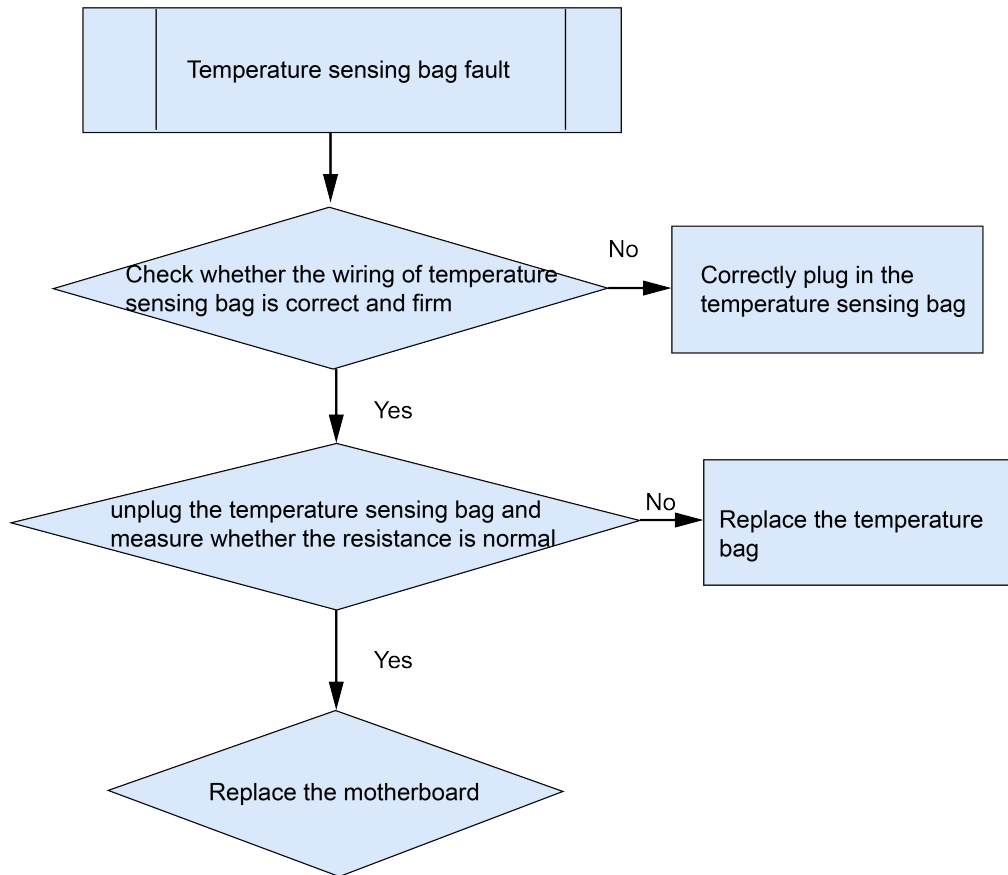 Temperature sensing bag fault
Check whether the wiring of temperature
sensing bag is correct and firm
No
Correctly plug in the
temperature sensing bag
Yes
unplug the temperature sensing bag and
measure whether the resistance is normal
No
Replace the temperature
bag
Yes
Replace the motherboard